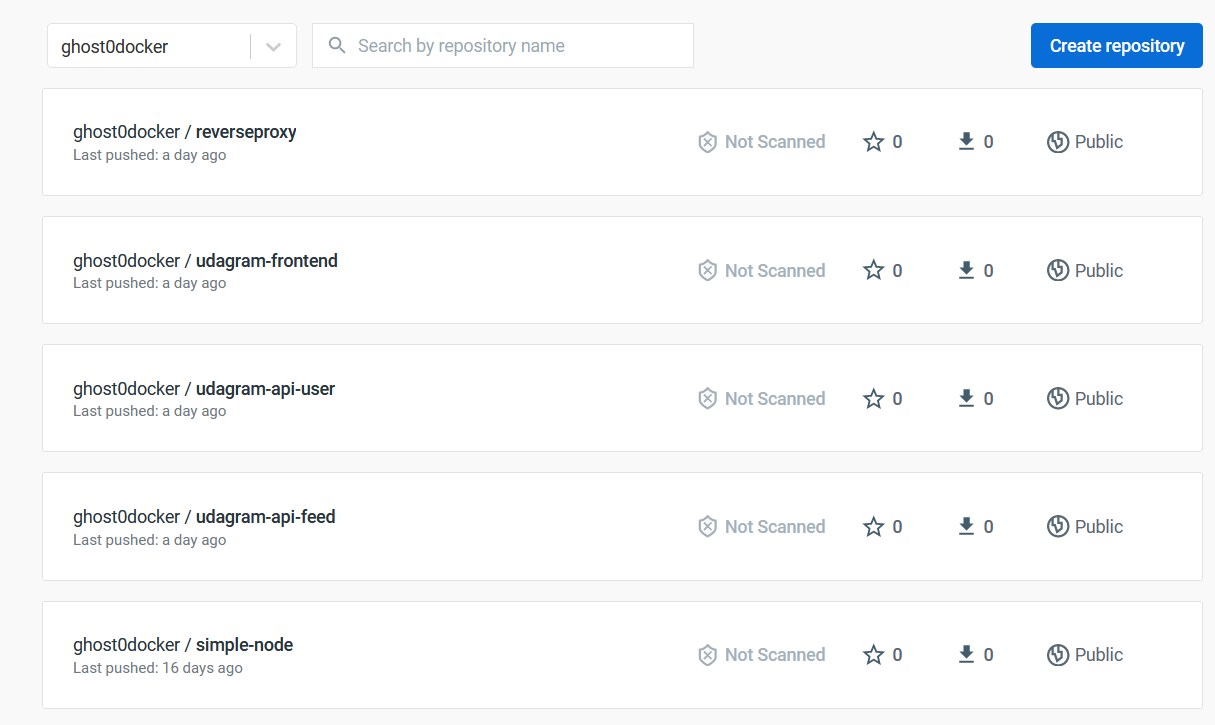 ghost0docker
Search by repository name
Create repository
ghost0docker / reverseproxy
Last pushed: a day ago
Not Scanned
0
0
Public
ghost0docker / udagram-frontend
Last pushed: a day ago
Not Scanned
0
0
Public
ghost0docker / udagram-api-user
Last pushed: a day ago
Not Scanned
0
0
Public
ghost0docker / udagram-api-feed
Last pushed: a day ago
Not Scanned
0
0
Public
ghost0docker / simple-node
Last pushed: 16 days ago
Not Scanned
0
0
Public